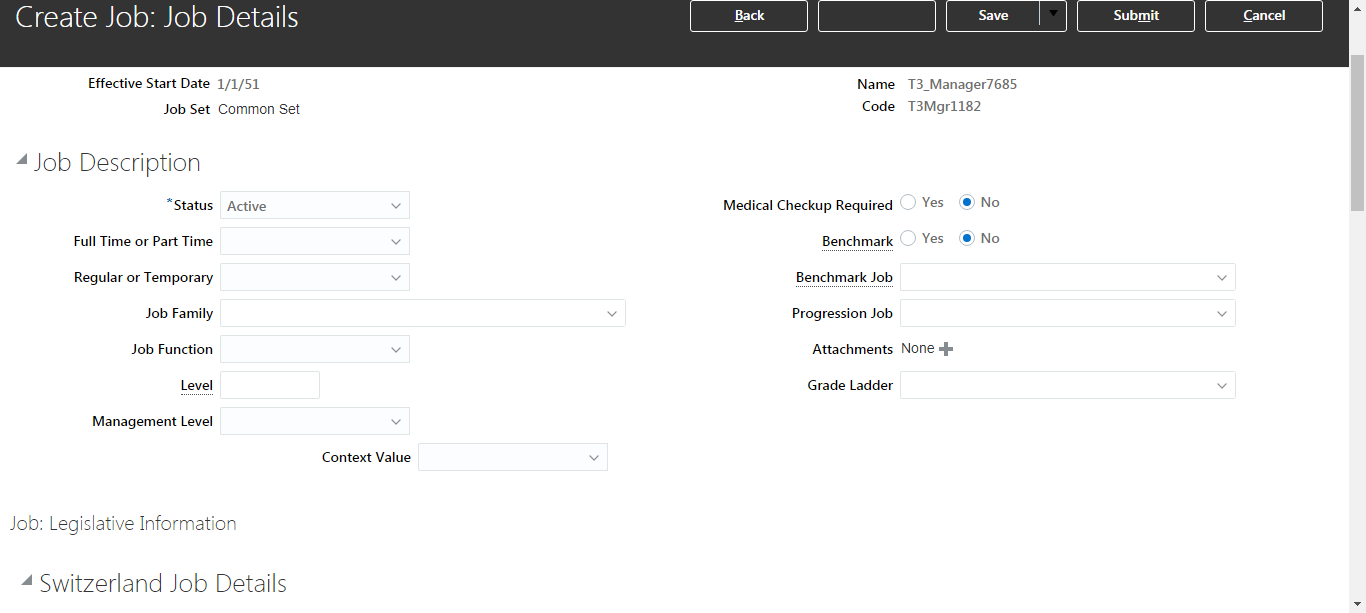 Create Job: Job Details
Back
Save
Submit
Cancel
Effective Start Date 1/1/51
Job Set Common Set
Name T3_Manager7685
Code T3Mgr1182
Job Description
*Status Active
Full Time or Part Time
Regular or Temporary
Job Family
Job Function
Level
Management Level
Context Value
Medical Checkup Required Yes No
Benchmark Yes No
Benchmark Job
Progression Job
Attachments None
Grade Ladder
Job: Legislative Information
Switzerland Job Details